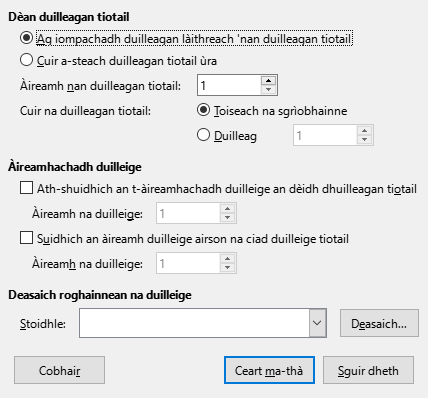 Dèan duilleagan tiotail
Ag iompachadh duilleagan làithreach 'nan duilleagan tiotail
Cuir a-steach duilleagan tiotail ùra
Àireamh nan duilleagan tiotail: 1
Cuir na duilleagan tiotail: Toiseach na sgrìobhainne
Duilleag 1
Àireamhachadh duilleige
Ath-shuidhich an t-àireamhachadh duilleige an dèidh dhuilleagan tiotail
Àireamh na duilleige: 1
Suidhich an àireamh duilleige airson na ciad duilleige tiotail
Àireamh na duilleige: 1
Deasaich roghainnean na duilleige
Stoidhle: Deasaich...
Cobhair Ceart ma-thà Sguir dheth